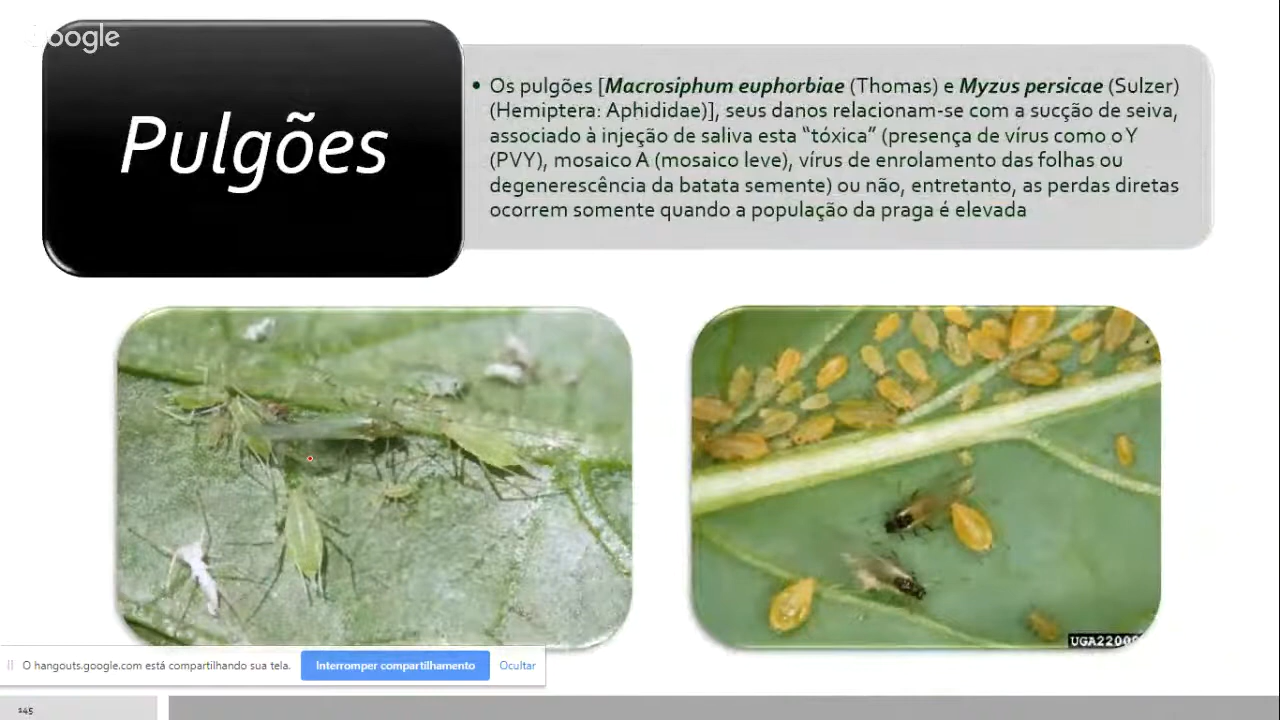 Google
Pulgões
• Os pulgões [Macrosiphum euphorbiae (Thomas) e Myzus persicae (Sulzer)
(Hemiptera: Aphididae)], seus danos relacionam-se com a sucção de seiva,
associado à injeção de saliva esta “tóxica” (presença de vírus como o Y
(PVY), mosaico A (mosaico leve), vírus de enrolamento das folhas ou
degenerescência da batata semente) ou não, entretanto, as perdas diretas
ocorrem somente quando a população da praga é elevada
O hangouts.google.com está compartilhando sua tela.
Interromper compartilhamento
Ocultar
145